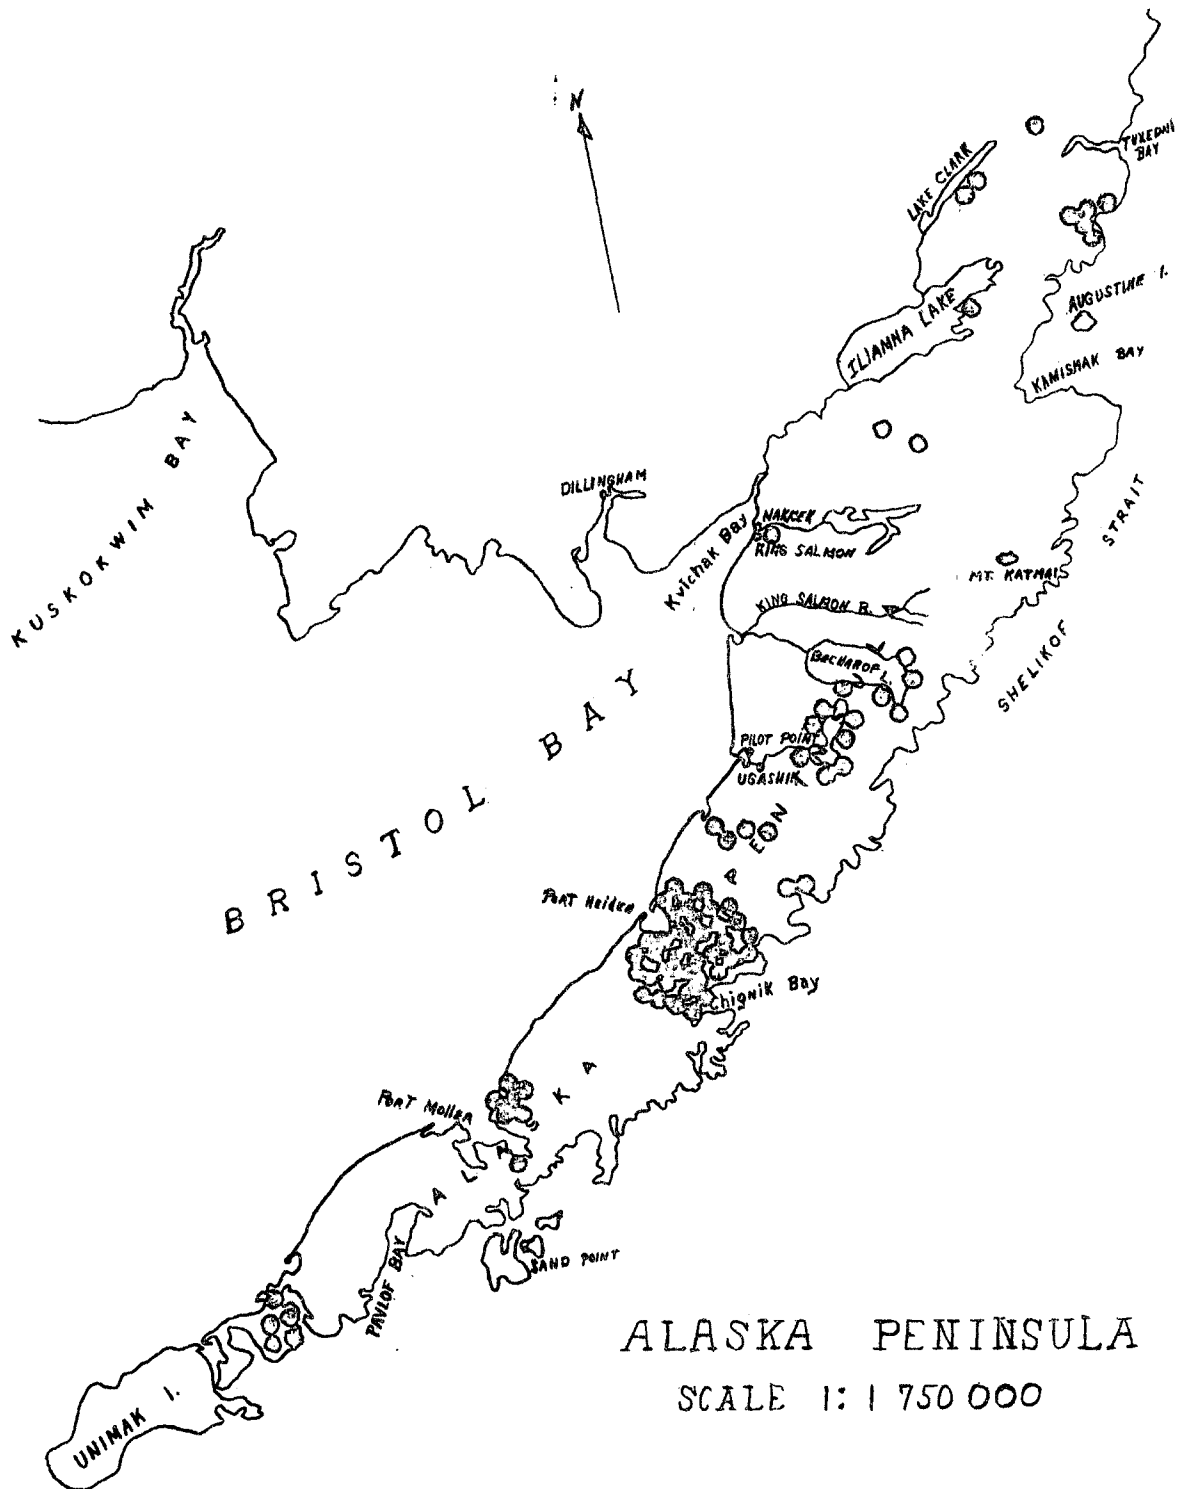 N
TUXEDNI
BAY
LAKE CLARK
AUGUSTINE I.
ILIAMNA LAKE
KAMISHAK BAY
KUSKOKWIM BAY
DILLINGHAM
Kvichak Bay
NAKNEK
KING SALMON
STRAIT
MT. KATMAI
KING SALMON R.
SHELIKOF
BECHAROF L.
BRISTOL BAY
PILOT POINT
UGASHIK
PORT Heiden
Chignik Bay
PORT MOLLER
ALASKA PEN
SAND POINT
PAVLOF BAY
UNIMAK I.
ALASKA PENINSULA
SCALE 1:1 750 000